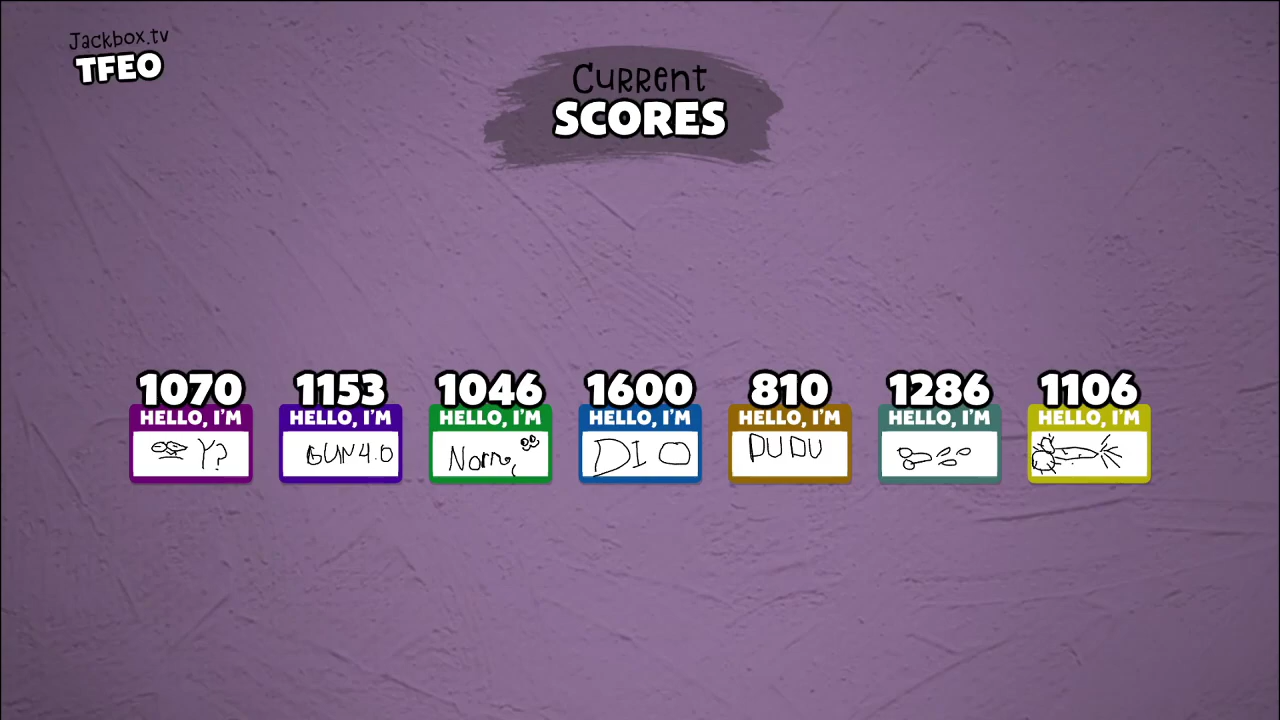 Jackbox.tv
TFEO
Current
SCORES
1070 1153 1046 1600 810 1286 1106
HELLO, I'M HELLO, I'M HELLO, I'M HELLO, I'M HELLO, I'M HELLO, I'M HELLO, I'M
Y? GUN4.0 DIO DUDU